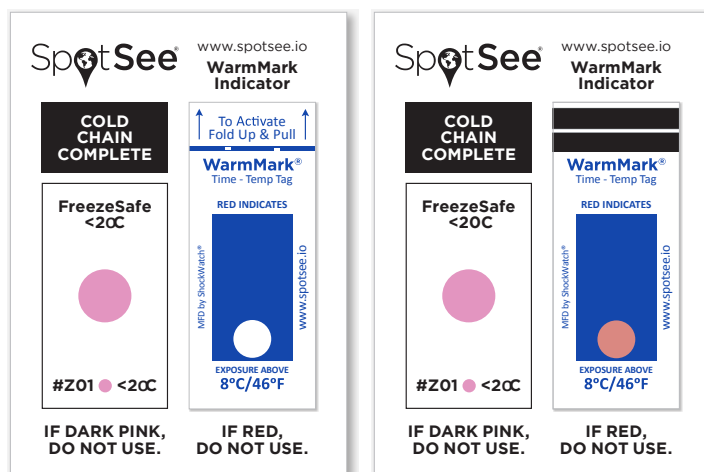 SpotSee®
www.spotsee.io
WarmMark
Indicator
COLD
CHAIN
COMPLETE
To Activate
Fold Up & Pull
WarmMark®
Time - Temp Tag
RED INDICATES
FreezeSafe
<20C
MFD by ShockWatch®
www.spotsee.io
#Z01 <20C
EXPOSURE ABOVE
8ºC/46ºF
IF DARK PINK,
DO NOT USE.
IF RED,
DO NOT USE.
SpotSee®
www.spotsee.io
WarmMark
Indicator
COLD
CHAIN
COMPLETE
WarmMark®
Time - Temp Tag
RED INDICATES
FreezeSafe
<20C
MFD by ShockWatch®
www.spotsee.io
#Z01 <20C
EXPOSURE ABOVE
8ºC/46ºF
IF DARK PINK,
DO NOT USE.
IF RED,
DO NOT USE.